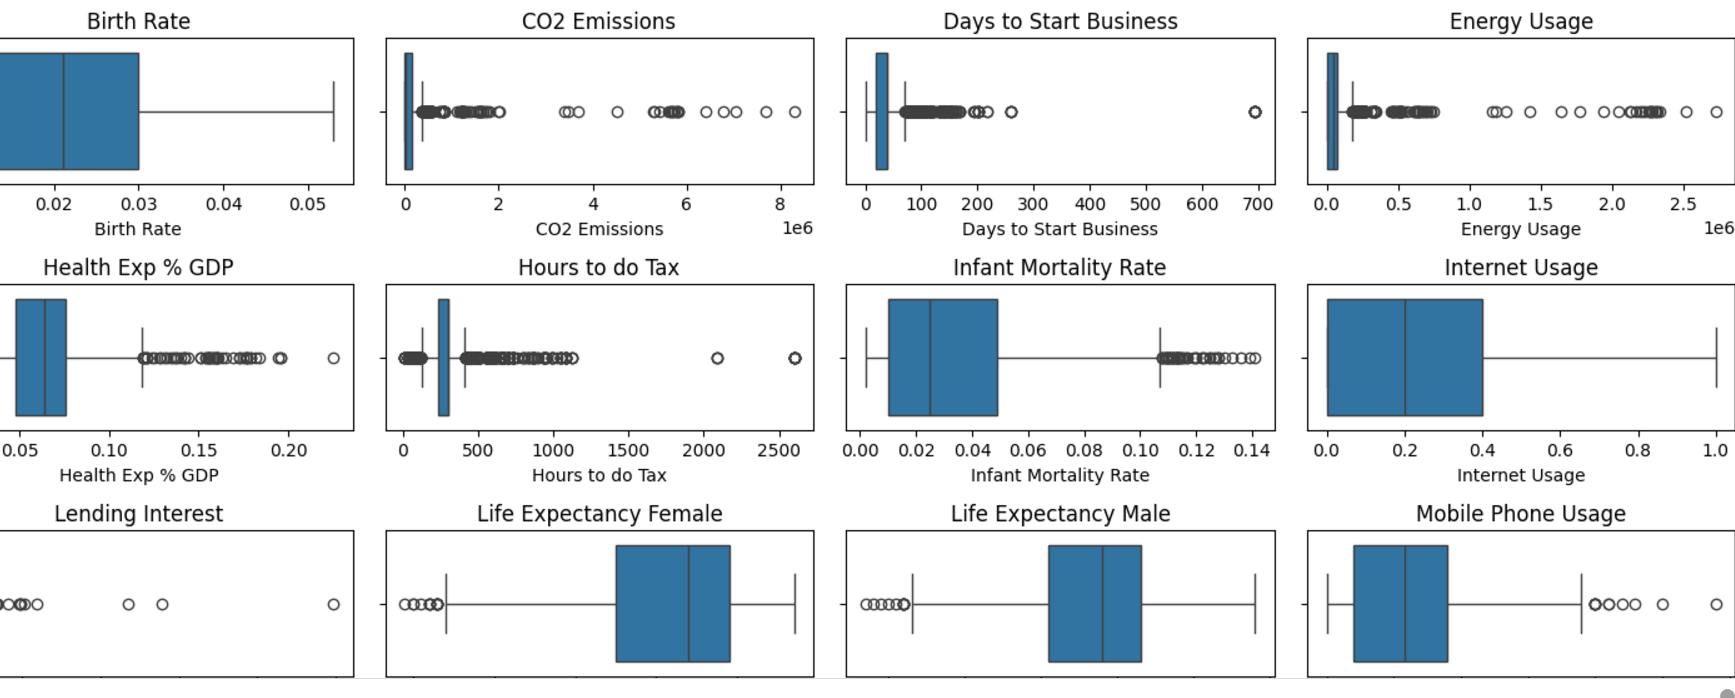 Birth Rate CO2 Emissions Days to Start Business Energy Usage
0.02 0.03 0.04 0.05 0 2 4 6 8 0 100 200 300 400 500 600 700 0.0 0.5 1.0 1.5 2.0 2.5
Birth Rate CO2 Emissions 1e6 Days to Start Business Energy Usage 1e6
Health Exp % GDP Hours to do Tax Infant Mortality Rate Internet Usage
0.05 0.10 0.15 0.20 0 500 1000 1500 2000 2500 0.00 0.02 0.04 0.06 0.08 0.10 0.12 0.14 0.0 0.2 0.4 0.6 0.8 1.0
Health Exp % GDP Hours to do Tax Infant Mortality Rate Internet Usage
Lending Interest Life Expectancy Female Life Expectancy Male Mobile Phone Usage